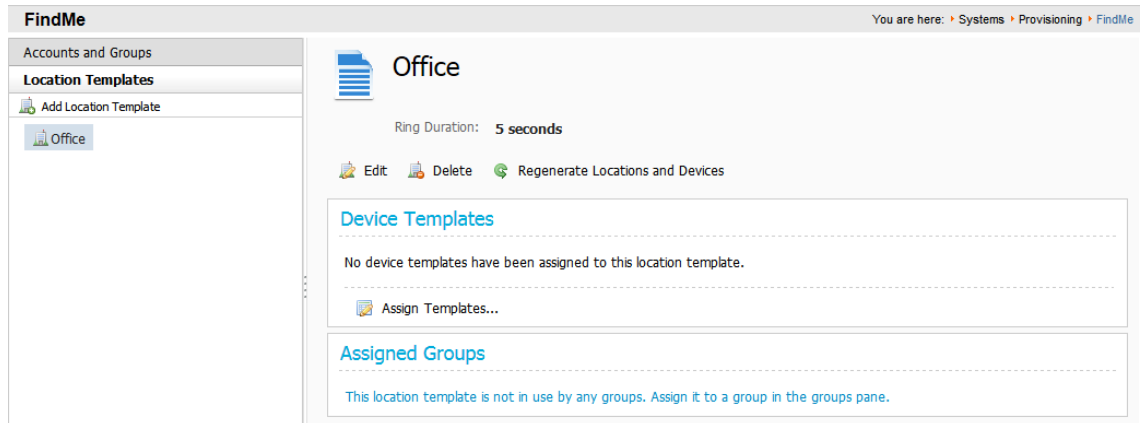 FindMe
You are here: Systems Provisioning FindMe
Accounts and Groups
Location Templates
Add Location Template
Office
Office
Ring Duration: 5 seconds
Edit Delete Regenerate Locations and Devices
Device Templates
No device templates have been assigned to this location template.
Assign Templates...
Assigned Groups
This location template is not in use by any groups. Assign it to a group in the groups pane.